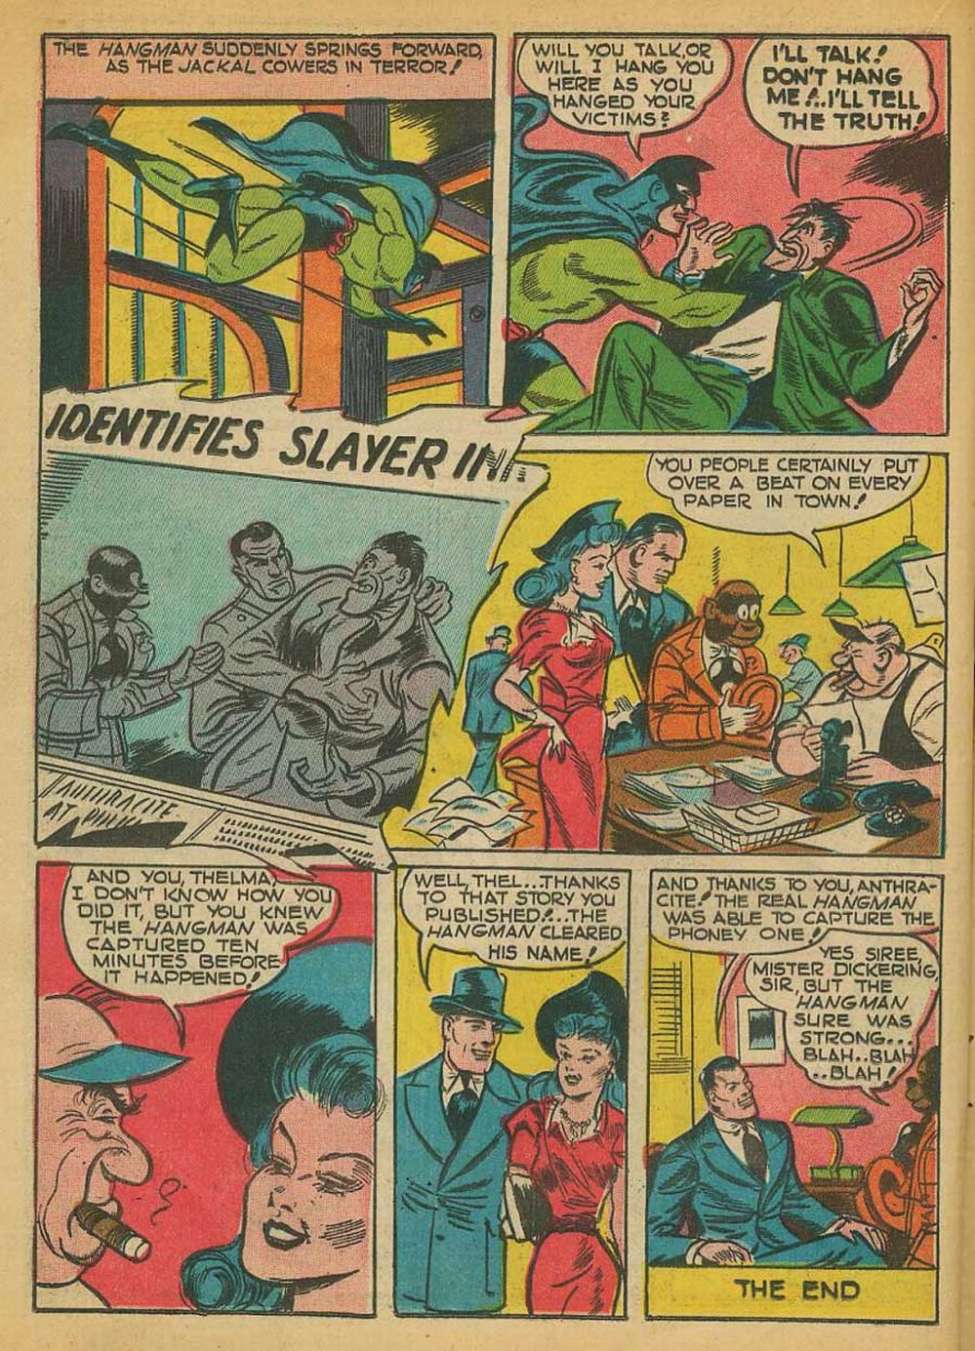 THE HANGMAN SUDDENLY SPRINGS FORWARD,
AS THE JACKAL COWERS IN TERROR!
WILL YOU TALK, OR
WILL I HANG YOU
HERE AS YOU
HANGED YOUR
VICTIMS?
I'LL TALK!
DON'T HANG
ME!..I'LL TELL
THE TRUTH!
IDENTIFIES SLAYER IN
ANTHRACITE
AT
YOU PEOPLE CERTAINLY PUT
OVER A BEAT ON EVERY
PAPER IN TOWN!
AND YOU, THELMA,
I DON'T KNOW HOW YOU
DID IT, BUT YOU KNEW
THE HANGMAN WAS
CAPTURED TEN
MINUTES BEFORE
IT HAPPENED!
WELL, THEL...THANKS
TO THAT STORY YOU
PUBLISHED!...THE
HANGMAN CLEARED
HIS NAME!
AND THANKS TO YOU, ANTHRA-
CITE! THE REAL HANGMAN
WAS ABLE TO CAPTURE THE
PHONEY ONE!
YES SIREE,
MISTER DICKERING,
SIR, BUT THE
HANGMAN
SURE WAS
STRONG...
BLAH..BLAH
..BLAH!
THE END